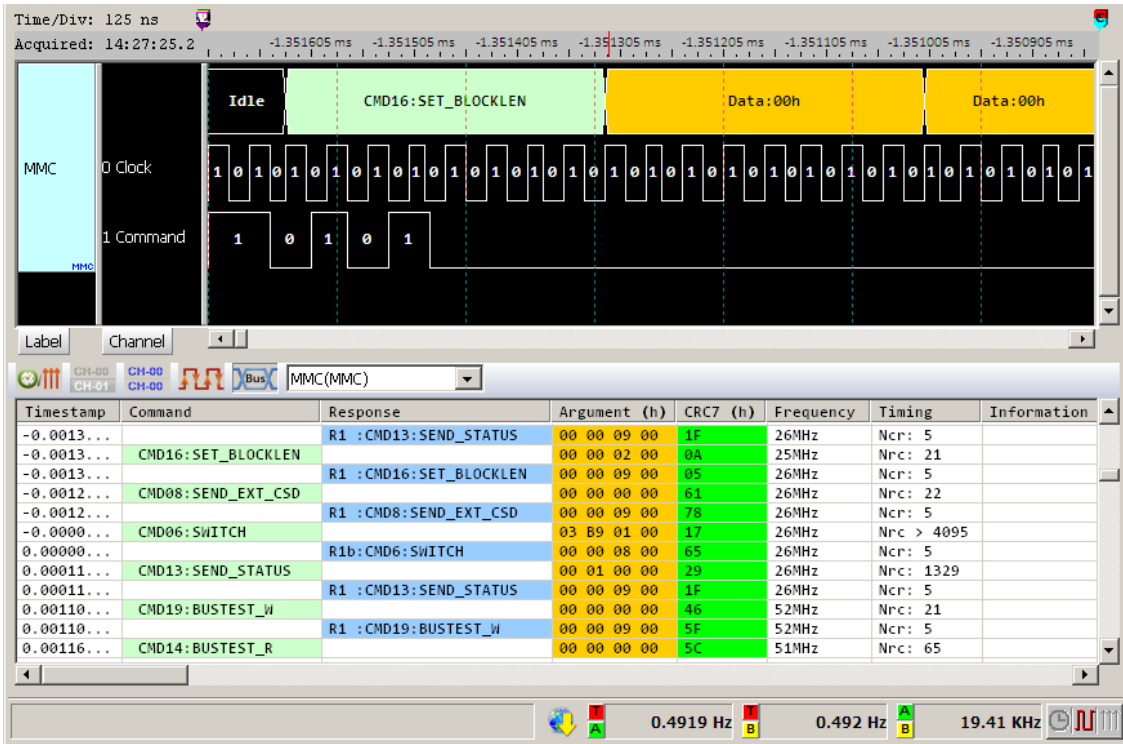 Time/Div: 125 ns
Acquired: 14:27:25.2 -1.351605 ms -1.351505 ms -1.351405 ms -1.351305 ms -1.351205 ms -1.351105 ms -1.351005 ms -1.350905 ms
Idle CMD16:SET_BLOCKLEN Data:00h Data:00h
MMC 0 Clock 1 0 1 0 1 0 1 0 1 0 1 0 1 0 1 0 1 0 1 0 1 0 1 0 1 0 1 0 1 0 1 0 1 0 1 0 1 0 1 0 1 0 1 0 1
1 Command 1 0 1 0 1
MMC
Label Channel
CH-00 CH-01 CH-00 CH-00 Bus MMC(MMC)
Timestamp Command Response Argument (h) CRC7 (h) Frequency Timing Information
-0.0013... R1 :CMD13:SEND_STATUS 00 00 09 00 1F 26MHz Ncr: 5
-0.0013... CMD16:SET_BLOCKLEN 00 00 02 00 0A 25MHz Nrc: 21
-0.0013... R1 :CMD16:SET_BLOCKLEN 00 00 09 00 05 26MHz Ncr: 5
-0.0012... CMD08:SEND_EXT_CSD 00 00 00 00 61 26MHz Nrc: 22
-0.0012... R1 :CMD8:SEND_EXT_CSD 00 00 09 00 78 26MHz Ncr: 5
-0.0000... CMD06:SWITCH 03 B9 01 00 17 26MHz Nrc > 4095
0.00000... R1b:CMD6:SWITCH 00 00 08 00 65 26MHz Ncr: 5
0.00011... CMD13:SEND_STATUS 00 01 00 00 29 26MHz Nrc: 1329
0.00011... R1 :CMD13:SEND_STATUS 00 00 09 00 1F 26MHz Ncr: 5
0.00110... CMD19:BUSTEST_W 00 00 00 00 46 52MHz Nrc: 21
0.00110... R1 :CMD19:BUSTEST_W 00 00 09 00 5F 52MHz Ncr: 5
0.00116... CMD14:BUSTEST_R 00 00 00 00 5C 51MHz Nrc: 65
T A 0.4919 Hz T B 0.492 Hz A B 19.41 KHz